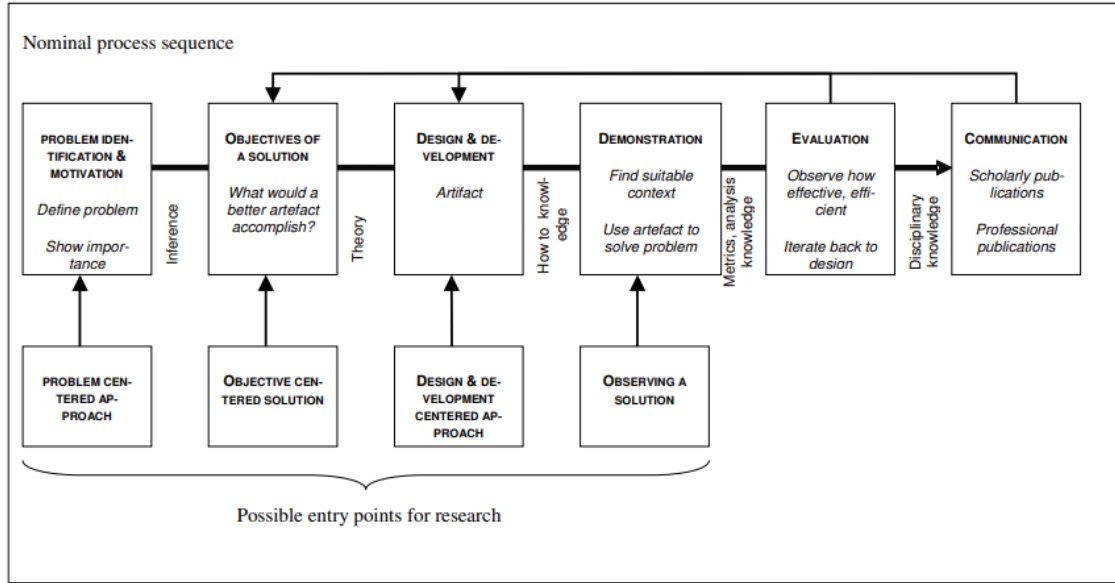 Nominal process sequence
PROBLEM IDEN-
TIFICATION &
MOTIVATION
Define problem
Show impor-
tance
Inference
OBJECTIVES OF
A SOLUTION
What would a
better artefact
accomplish?
Theory
DESIGN &
DEVELOPMENT
Artifact
How to knowl-
edge
DEMONSTRATION
Find suitable
context
Use artefact to
solve problem
Metrics, analysis
knowledge
EVALUATION
Observe how
effective, effi-
cient
Iterate back to
design
Disciplinary
knowledge
COMMUNICATION
Scholarly pub-
lications
Professional
publications
PROBLEM CEN-
TERED AP-
PROACH
OBJECTIVE CEN-
TERED SOLUTION
DESIGN & DE-
VELOPMENT
CENTERED AP-
PROACH
OBSERVING A
SOLUTION
Possible entry points for research